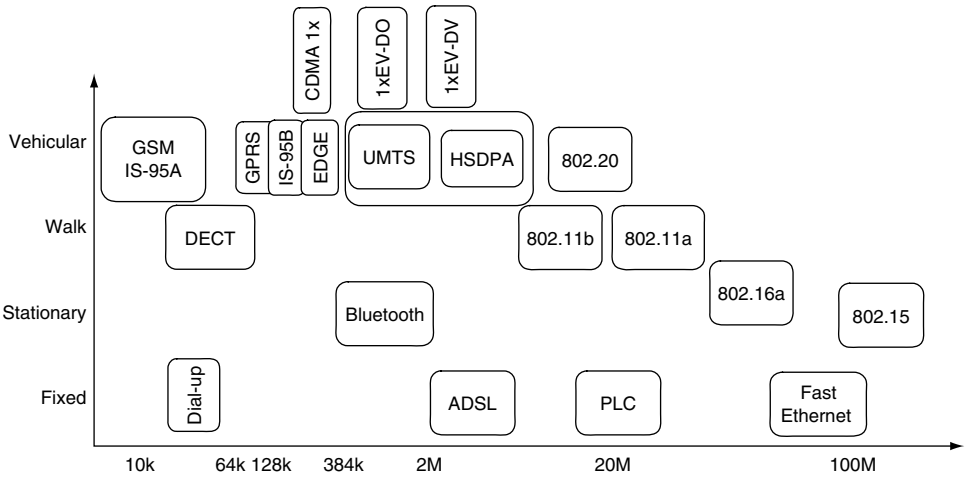 CDMA 1x
1xEV-DO
1xEV-DV
Vehicular
GSM
IS-95A
GPRS
IS-95B
EDGE
UMTS
HSDPA
802.20
Walk
DECT
802.11b
802.11a
802.16a
Stationary
Bluetooth
802.15
Fixed
Dial-up
ADSL
PLC
Fast
Ethernet
10k
64k
128k
384k
2M
20M
100M